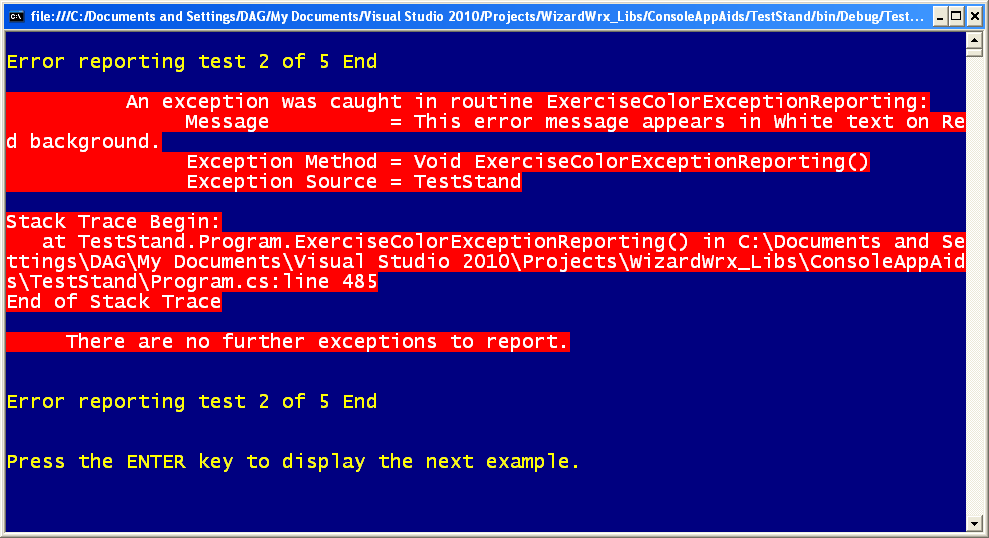 file:///C:/Documents and Settings/DAG/My Documents/Visual Studio 2010/Projects/WizardWrx_Libs/ConsoleAppAids/TestStand/bin/Debug/Test...
Error reporting test 2 of 5 End
An exception was caught in routine ExerciseColorExceptionReporting:
Message = This error message appears in White text on Re
d background.
Exception Method = Void ExerciseColorExceptionReporting()
Exception Source = TestStand
Stack Trace Begin:
at TestStand.Program.ExerciseColorExceptionReporting() in C:\Documents and Se
ttings\DAG\My Documents\Visual Studio 2010\Projects\WizardWrx_Libs\ConsoleAppAid
s\TestStand\Program.cs:line 485
End of Stack Trace
There are no further exceptions to report.
Error reporting test 2 of 5 End
Press the ENTER key to display the next example.